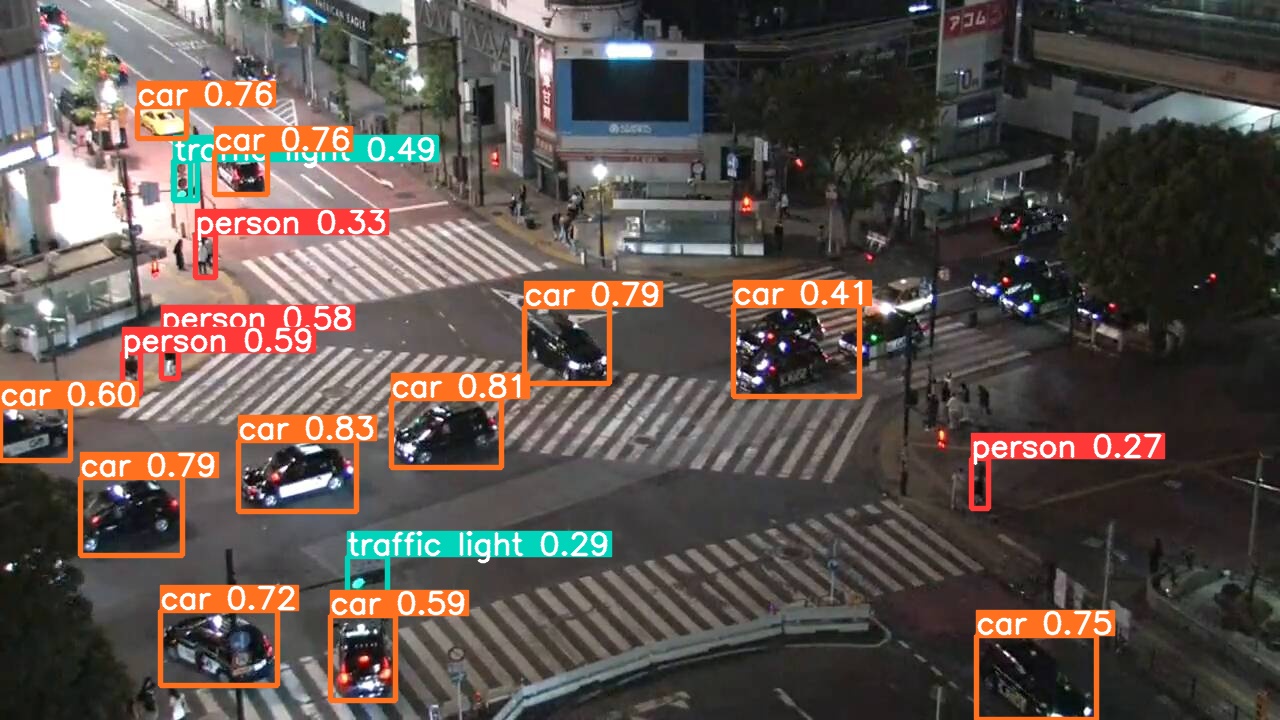 AMERICAN EAGLE
アコム
car 0.76
car 0.76
traffic light 0.49
person 0.33
car 0.79
car 0.41
person 0.58
person 0.59
car 0.81
car 0.60
car 0.83
car 0.79
person 0.27
traffic light 0.29
car 0.72
car 0.59
car 0.75